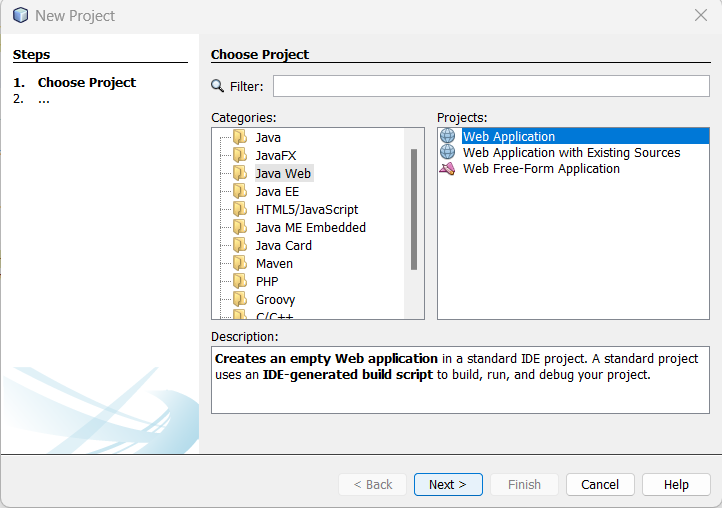 New Project
Steps
1. Choose Project
2. ...
Choose Project
Filter:
Categories:
Java
JavaFX
Java Web
Java EE
HTML5/JavaScript
Java ME Embedded
Java Card
Maven
PHP
Groovy
C/C++
Projects:
Web Application
Web Application with Existing Sources
Web Free-Form Application
Description:
Creates an empty Web application in a standard IDE project. A standard project
uses an IDE-generated build script to build, run, and debug your project.
< Back
Next >
Finish
Cancel
Help